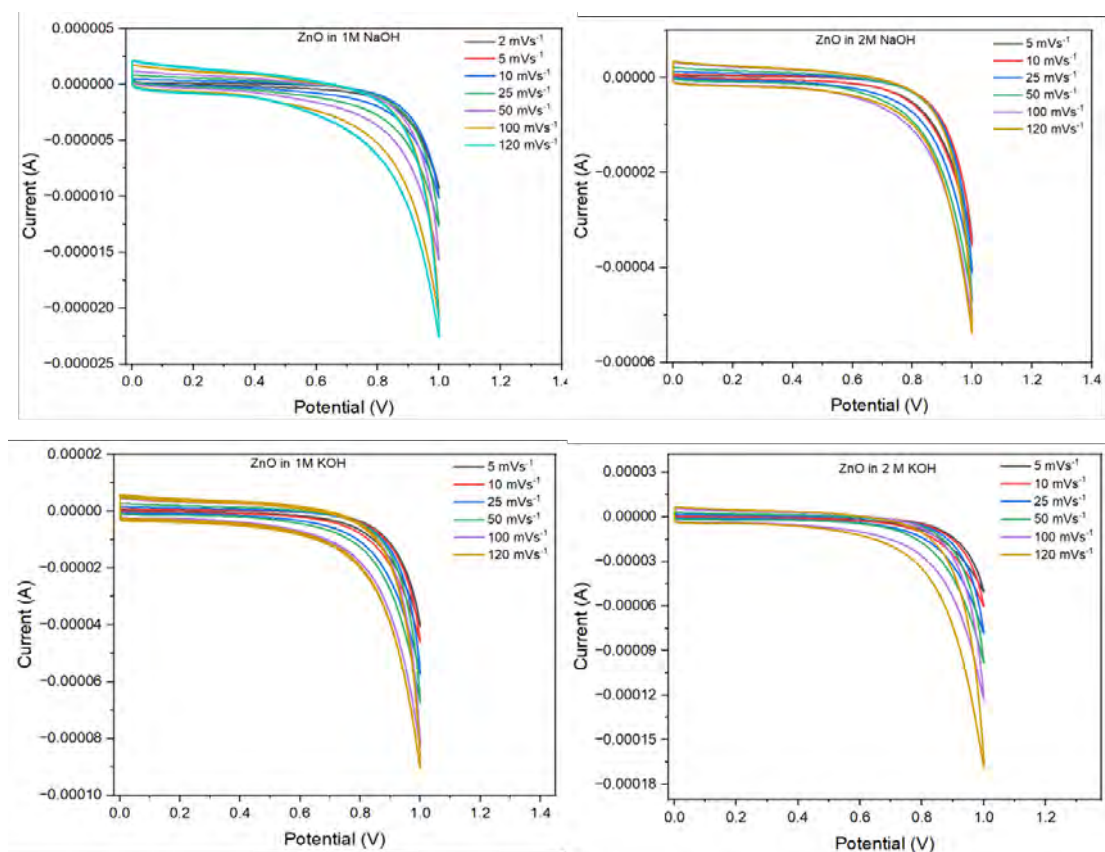 ZnO in 1M NaOH
2 mVs⁻¹
5 mVs⁻¹
10 mVs⁻¹
25 mVs⁻¹
50 mVs⁻¹
100 mVs⁻¹
120 mVs⁻¹
0.000005
0.000000
−0.000005
−0.000010
−0.000015
−0.000020
−0.000025
Current (A)
0.0 0.2 0.4 0.6 0.8 1.0 1.2 1.4
Potential (V)
ZnO in 2M NaOH
5 mVs⁻¹
10 mVs⁻¹
25 mVs⁻¹
50 mVs⁻¹
100 mVs⁻¹
120 mVs⁻¹
0.00000
−0.00002
−0.00004
−0.00006
Current (A)
0.0 0.2 0.4 0.6 0.8 1.0 1.2 1.4
Potential (V)
ZnO in 1M KOH
5 mVs⁻¹
10 mVs⁻¹
25 mVs⁻¹
50 mVs⁻¹
100 mVs⁻¹
120 mVs⁻¹
0.00002
0.00000
−0.00002
−0.00004
−0.00006
−0.00008
−0.00010
Current (A)
0.0 0.2 0.4 0.6 0.8 1.0 1.2 1.4
Potential (V)
ZnO in 2 M KOH
5 mVs⁻¹
10 mVs⁻¹
25 mVs⁻¹
50 mVs⁻¹
100 mVs⁻¹
120 mVs⁻¹
0.00003
0.00000
−0.00003
−0.00006
−0.00009
−0.00012
−0.00015
−0.00018
Current (A)
0.0 0.2 0.4 0.6 0.8 1.0 1.2
Potential (V)